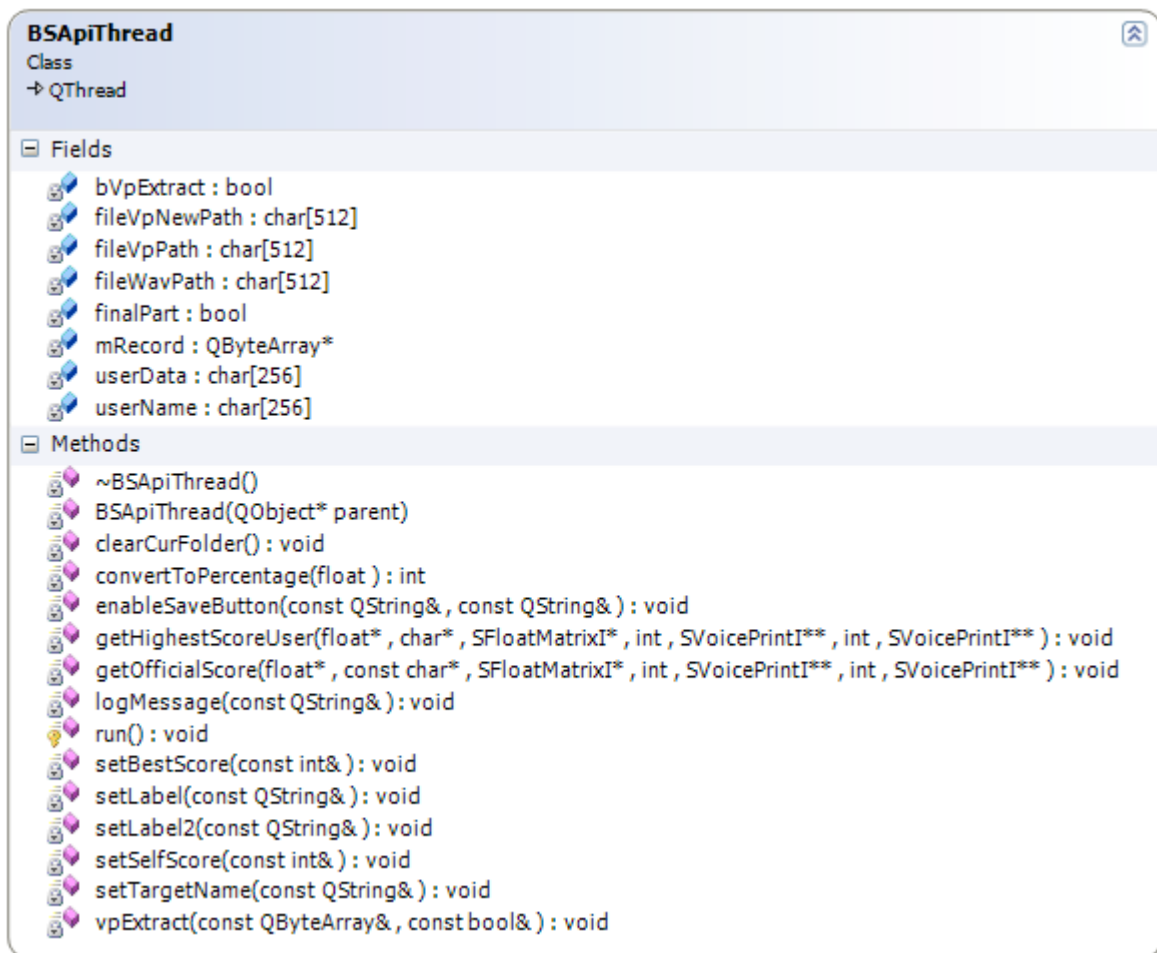 BSApiThread
Class
QThread
Fields
bVpExtract : bool
fileVpNewPath : char[512]
fileVpPath : char[512]
fileWavPath : char[512]
finalPart : bool
mRecord : QByteArray*
userData : char[256]
userName : char[256]
Methods
~BSApiThread()
BSApiThread(QObject* parent)
clearCurFolder() : void
convertToPercentage(float ) : int
enableSaveButton(const QString& , const QString& ) : void
getHighestScoreUser(float* , char* , SFloatMatrixI* , int , SVoicePrintI** , int , SVoicePrintI** ) : void
getOfficialScore(float* , const char* , SFloatMatrixI* , int , SVoicePrintI** , int , SVoicePrintI** ) : void
logMessage(const QString& ) : void
run() : void
setBestScore(const int& ) : void
setLabel(const QString& ) : void
setLabel2(const QString& ) : void
setSelfScore(const int& ) : void
setTargetName(const QString& ) : void
vpExtract(const QByteArray& , const bool& ) : void